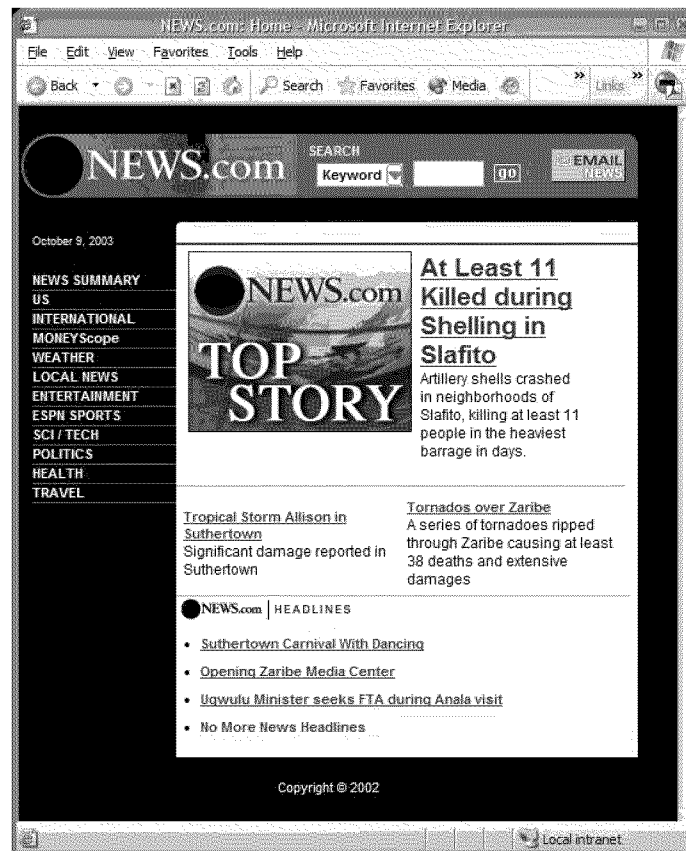 NEWS.com: Home - Microsoft Internet Explorer
File Edit View Favorites Tools Help
Back Search Favorites Media Links
NEWS.com
SEARCH
Keyword go
EMAIL
NEWS
October 9, 2003
NEWS SUMMARY
US
INTERNATIONAL
MONEYScope
WEATHER
LOCAL NEWS
ENTERTAINMENT
ESPN SPORTS
SCI / TECH
POLITICS
HEALTH
TRAVEL
NEWS.com
TOP
STORY
At Least 11
Killed during
Shelling in
Slafito
Artillery shells crashed
in neighborhoods of
Slafito, killing at least 11
people in the heaviest
barrage in days.
Tropical Storm Allison in
Suthertown
Significant damage reported in
Suthertown
Tornados over Zaribe
A series of tornadoes ripped
through Zaribe causing at least
38 deaths and extensive
damages
NEWS.com HEADLINES
• Suthertown Carnival With Dancing
• Opening Zaribe Media Center
• Ugwulu Minister seeks FTA during Anala visit
• No More News Headlines
Copyright © 2002
Local intranet